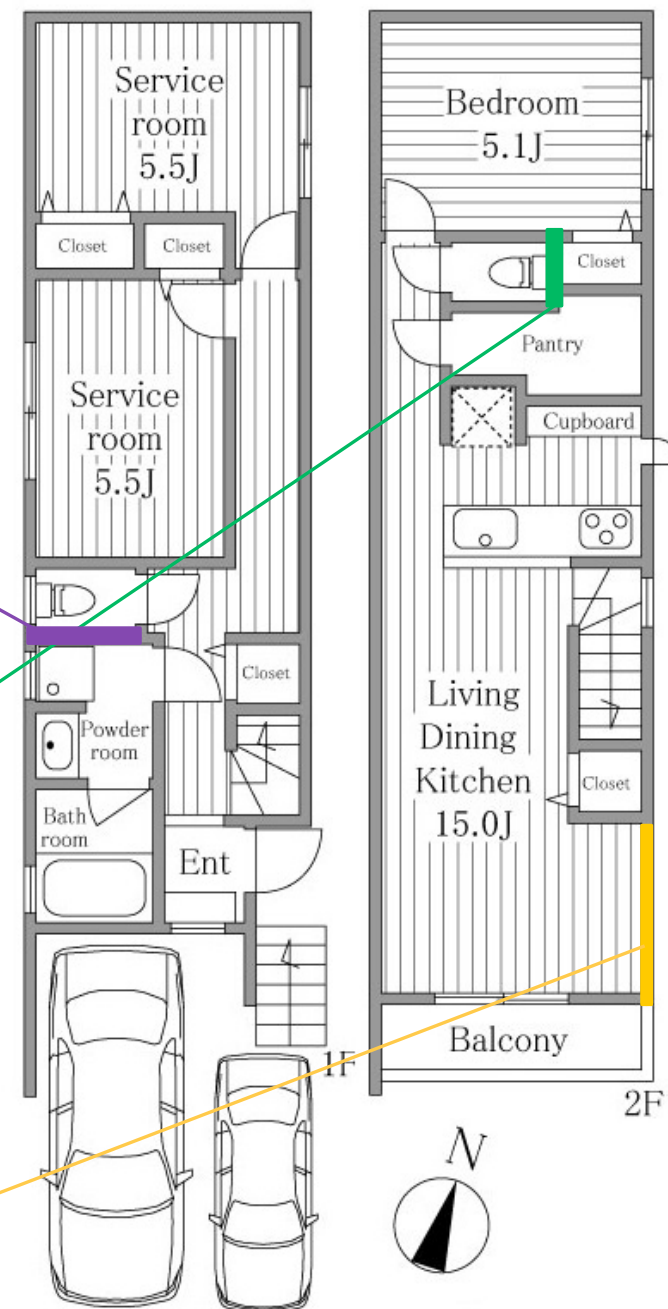 Service
room
5.5J
Closet
Closet
Service
room
5.5J
Closet
Powder
room
Bath
room
Ent
1F
Bedroom
5.1J
Closet
Pantry
Cupboard
Living
Dining
Kitchen
15.0J
Closet
Balcony
2F
N